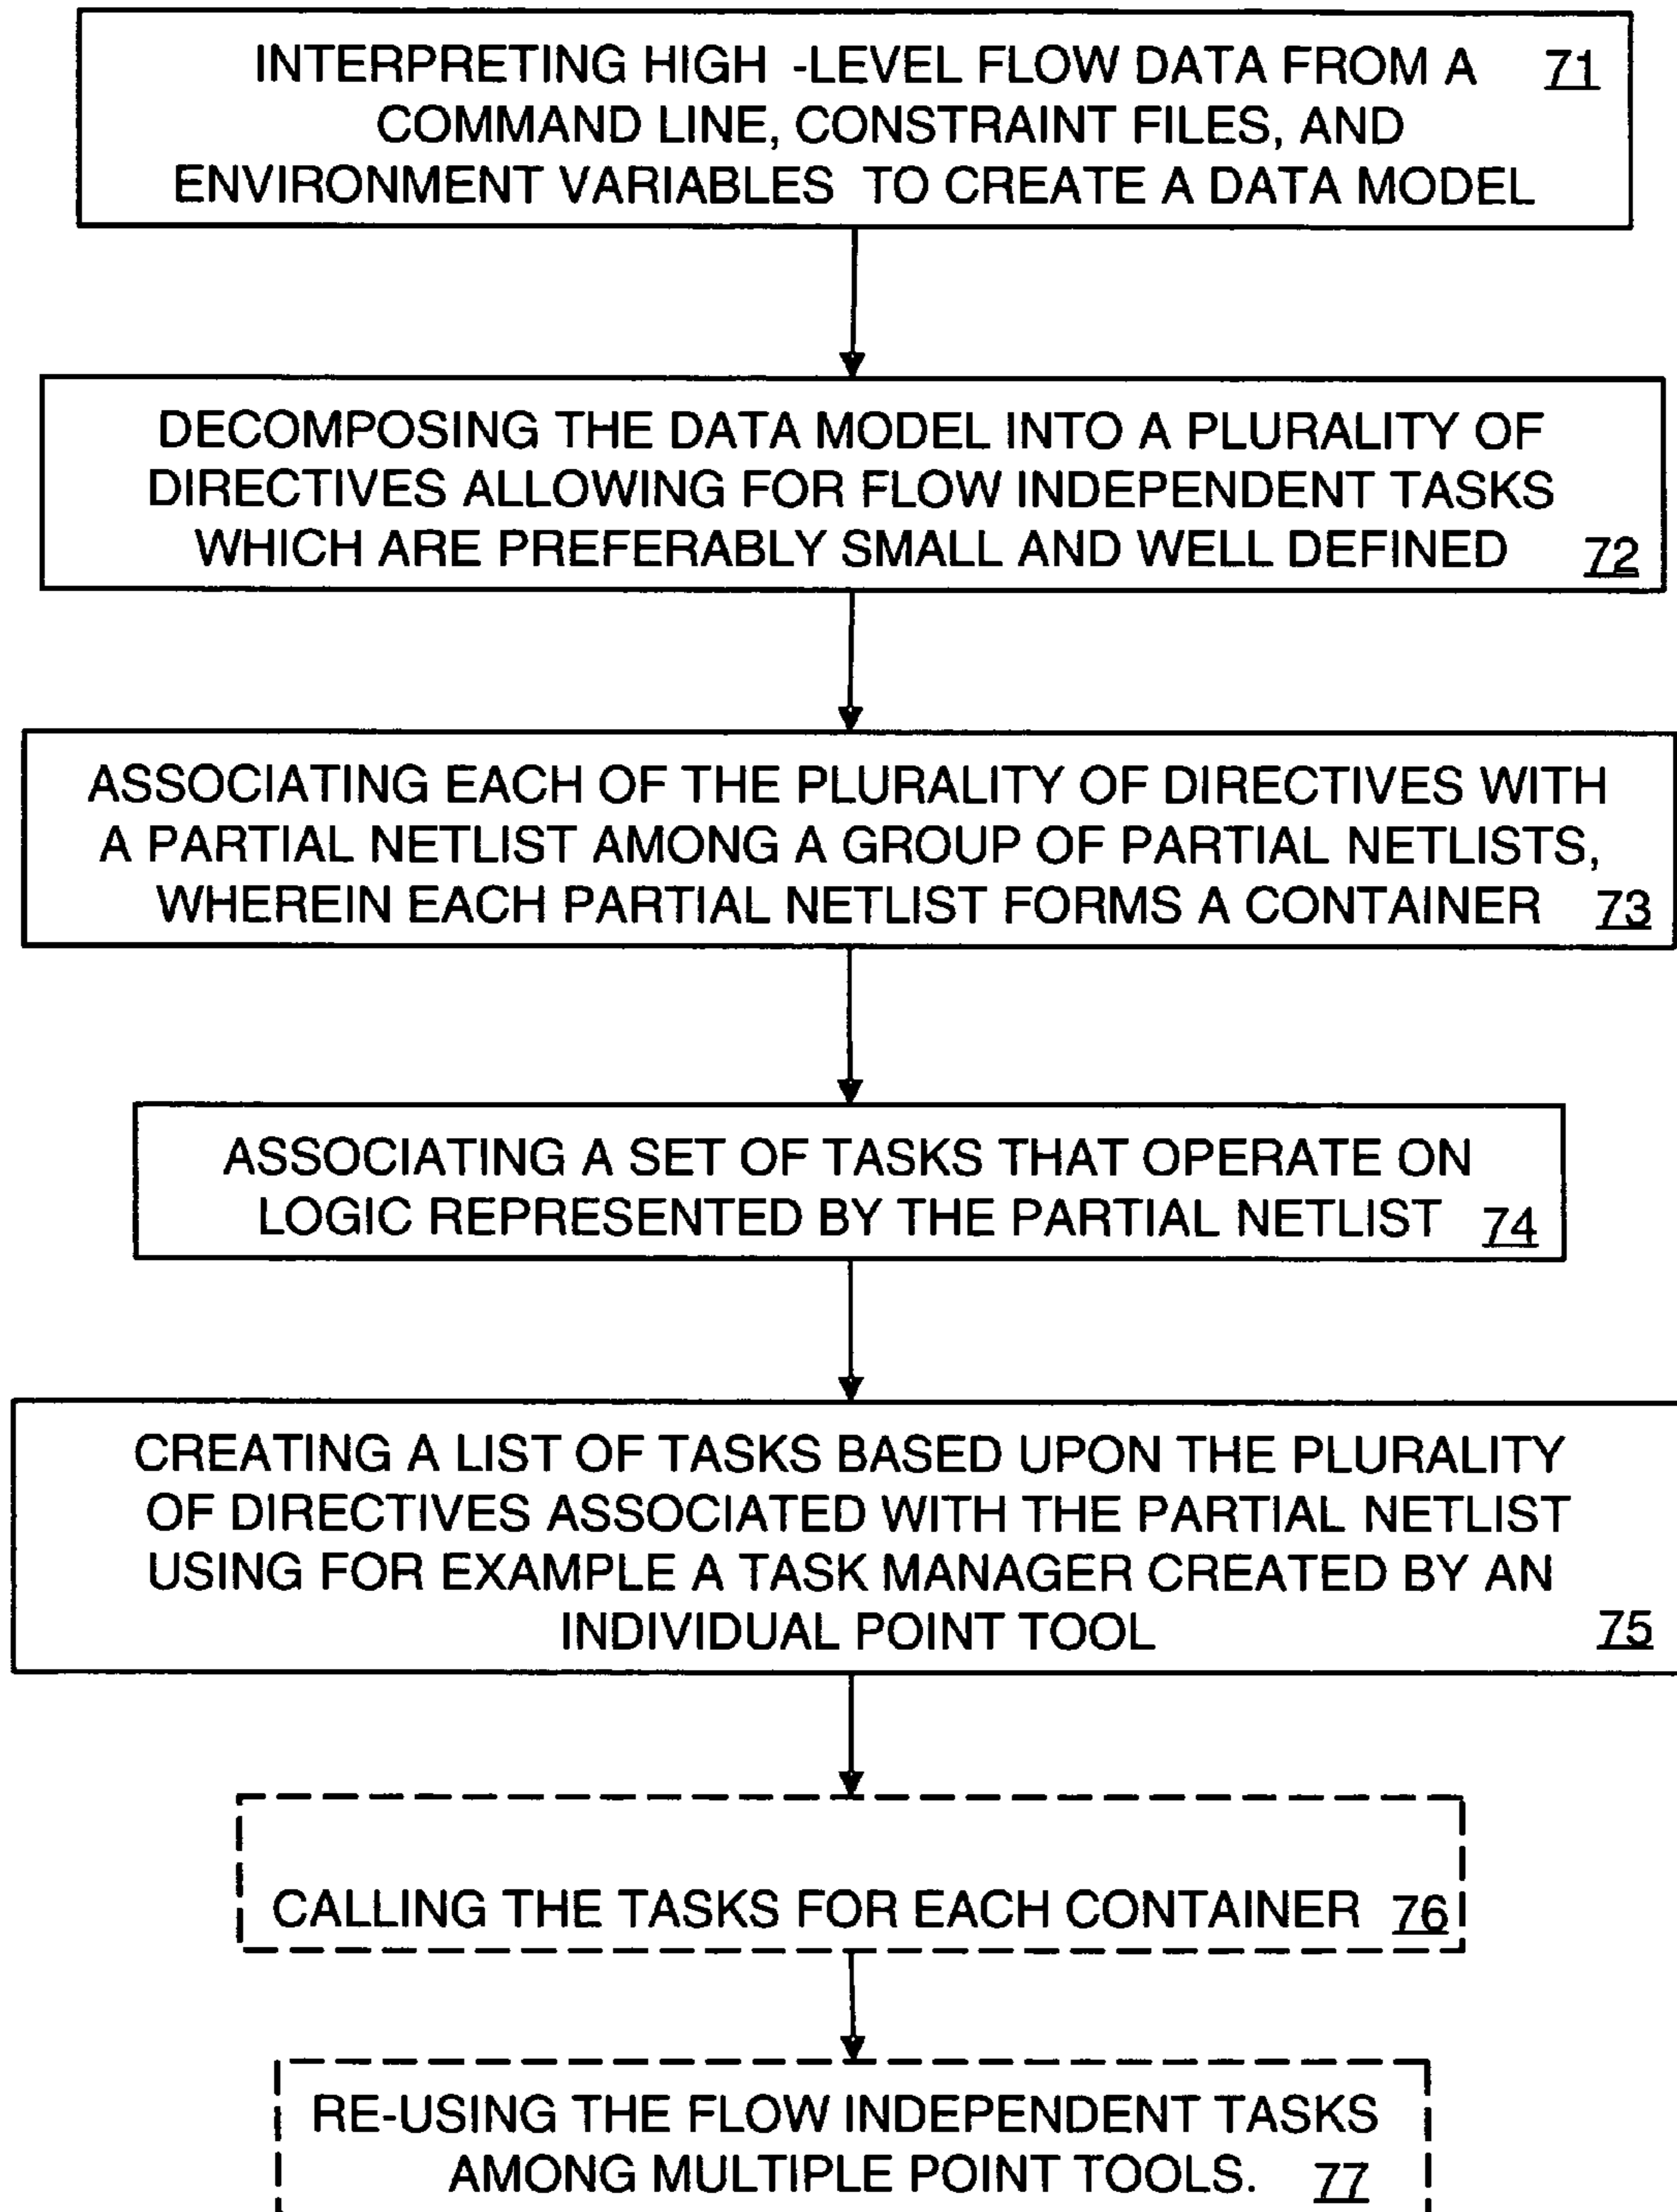 INTERPRETING HIGH -LEVEL FLOW DATA FROM A 71
COMMAND LINE, CONSTRAINT FILES, AND
ENVIRONMENT VARIABLES TO CREATE A DATA MODEL
DECOMPOSING THE DATA MODEL INTO A PLURALITY OF
DIRECTIVES ALLOWING FOR FLOW INDEPENDENT TASKS
WHICH ARE PREFERABLY SMALL AND WELL DEFINED 72
ASSOCIATING EACH OF THE PLURALITY OF DIRECTIVES WITH
A PARTIAL NETLIST AMONG A GROUP OF PARTIAL NETLISTS,
WHEREIN EACH PARTIAL NETLIST FORMS A CONTAINER 73
ASSOCIATING A SET OF TASKS THAT OPERATE ON
LOGIC REPRESENTED BY THE PARTIAL NETLIST 74
CREATING A LIST OF TASKS BASED UPON THE PLURALITY
OF DIRECTIVES ASSOCIATED WITH THE PARTIAL NETLIST
USING FOR EXAMPLE A TASK MANAGER CREATED BY AN
INDIVIDUAL POINT TOOL 75
CALLING THE TASKS FOR EACH CONTAINER 76
RE-USING THE FLOW INDEPENDENT TASKS
AMONG MULTIPLE POINT TOOLS. 77